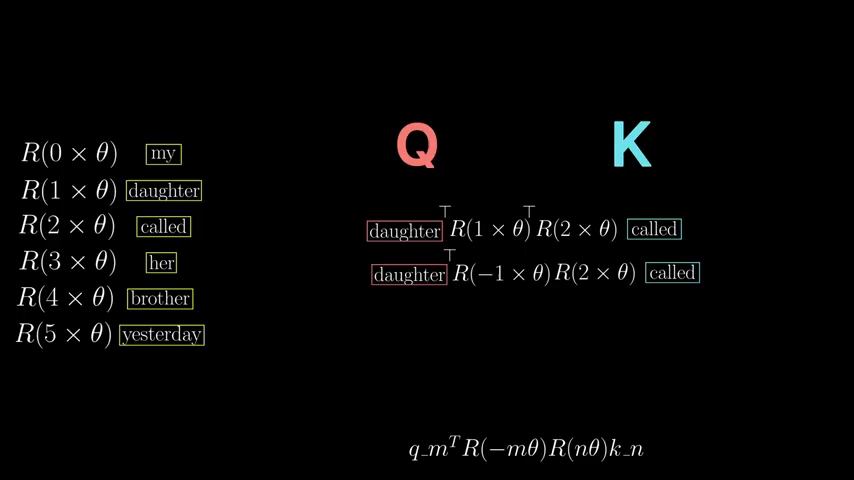 Q K
R(0 × θ) my
R(1 × θ) daughter
R(2 × θ) called
R(3 × θ) her
R(4 × θ) brother
R(5 × θ) yesterday
daughter⊤ R(1 × θ)⊤ R(2 × θ) called
daughter⊤ R(−1 × θ) R(2 × θ) called
q_m^T R(−mθ)R(nθ)k_n